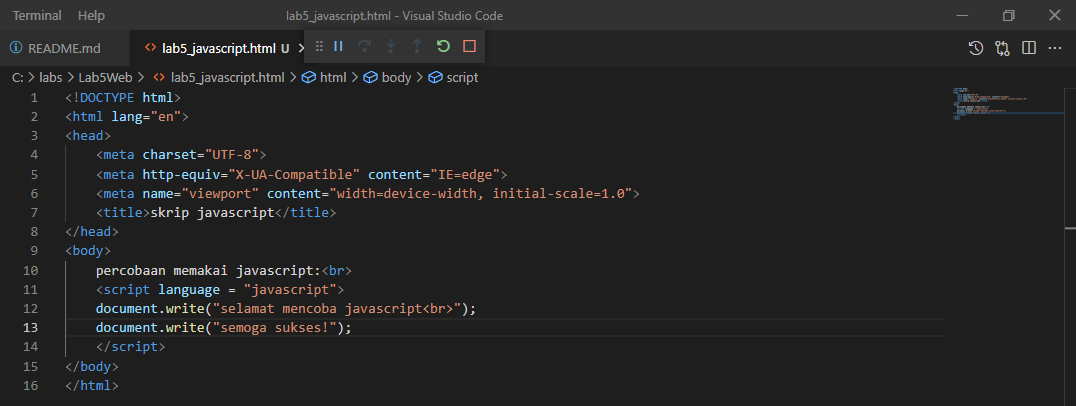 Terminal Help lab5_javascript.html - Visual Studio Code
README.md lab5_javascript.html U
C: > labs > Lab5Web > lab5_javascript.html > html > body > script
1 <!DOCTYPE html>
2 <html lang="en">
3 <head>
4 <meta charset="UTF-8">
5 <meta http-equiv="X-UA-Compatible" content="IE=edge">
6 <meta name="viewport" content="width=device-width, initial-scale=1.0">
7 <title>skrip javascript</title>
8 </head>
9 <body>
10 percobaan memakai javascript:<br>
11 <script language = "javascript">
12 document.write("selamat mencoba javascript<br>");
13 document.write("semoga sukses!");
14 </script>
15 </body>
16 </html>